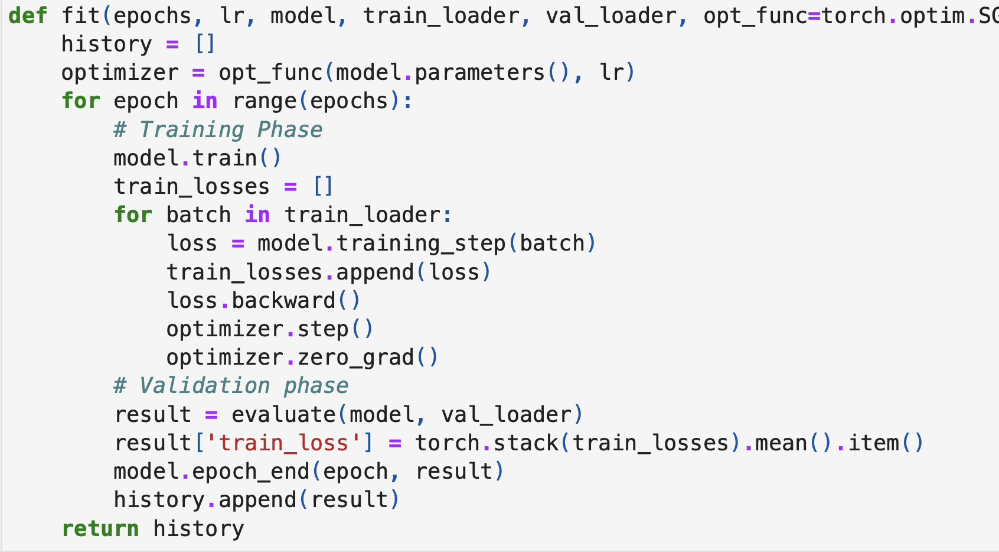 def fit(epochs, lr, model, train_loader, val_loader, opt_func=torch.optim.SG
    history = []
    optimizer = opt_func(model.parameters(), lr)
    for epoch in range(epochs):
        # Training Phase
        model.train()
        train_losses = []
        for batch in train_loader:
            loss = model.training_step(batch)
            train_losses.append(loss)
            loss.backward()
            optimizer.step()
            optimizer.zero_grad()
        # Validation phase
        result = evaluate(model, val_loader)
        result['train_loss'] = torch.stack(train_losses).mean().item()
        model.epoch_end(epoch, result)
        history.append(result)
    return history